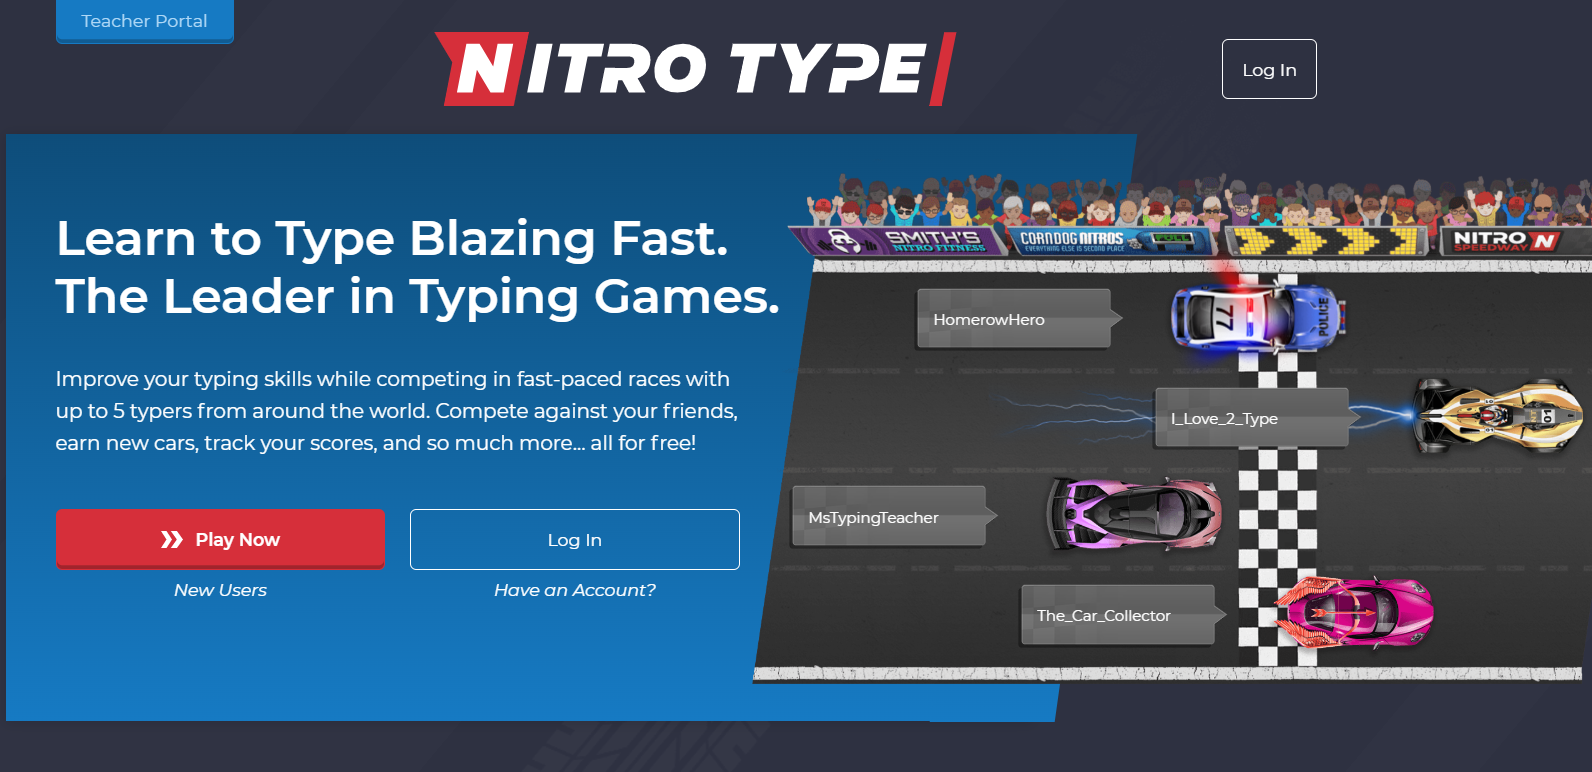 Teacher Portal
NITRO TYPE
Log In
Learn to Type Blazing Fast.
The Leader in Typing Games.
Improve your typing skills while competing in fast-paced races with
up to 5 typers from around the world. Compete against your friends,
earn new cars, track your scores, and so much more... all for free!
Play Now
New Users
Log In
Have an Account?
SMITH'S
NITRO FITNESS
CORNDOG NITROS
EVERYTHING ELSE IS SECOND PLACE
FULL
NITRO N
SPEEDWAY
HomerowHero
77
POLICE
I_Love_2_Type
10
MsTypingTeacher
The_Car_Collector